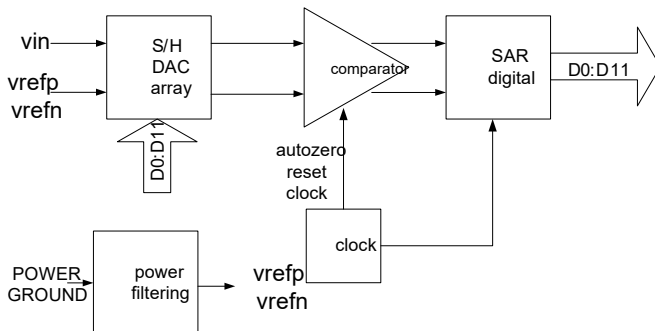 vin
vrefp
vrefn
S/H
DAC
array
comparator
SAR
digital
D0:D11
D0:D11
autozero
reset
clock
clock
POWER
GROUND
power
filtering
vrefp
vrefn